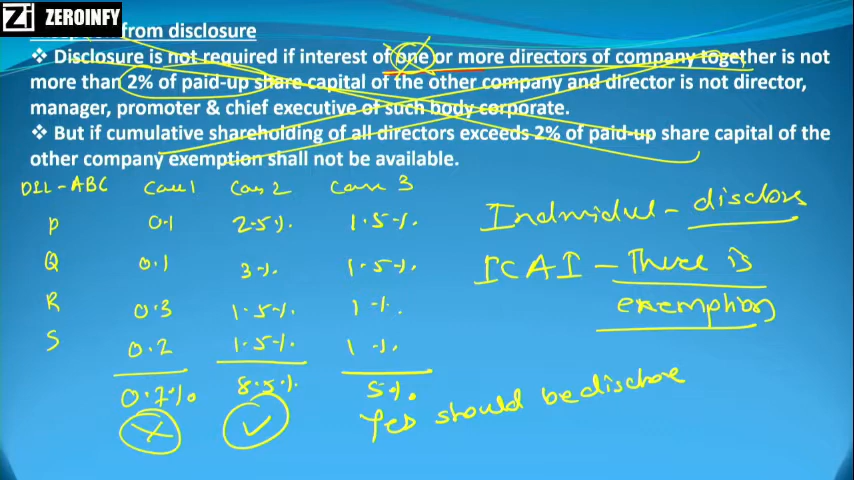 Zi ZEROINFY
from disclosure
❖ Disclosure is not required if interest of one or more directors of company together is not
more than 2% of paid-up share capital of the other company and director is not director,
manager, promoter & chief executive of such body corporate.
❖ But if cumulative shareholding of all directors exceeds 2% of paid-up share capital of the
other company exemption shall not be available.
DIL-ABC Case 1 Case 2 Case 3
P 0.1 2.5%. 1.5%.
Q 0.1 3%. 1.5%.
R 0.3 1.5%. 1%.
S 0.2 1.5%. 1%.
0.7%. 8.5%. 5%.
Yes should be disclose
Individul - disclors
ICAI - There is
exemption